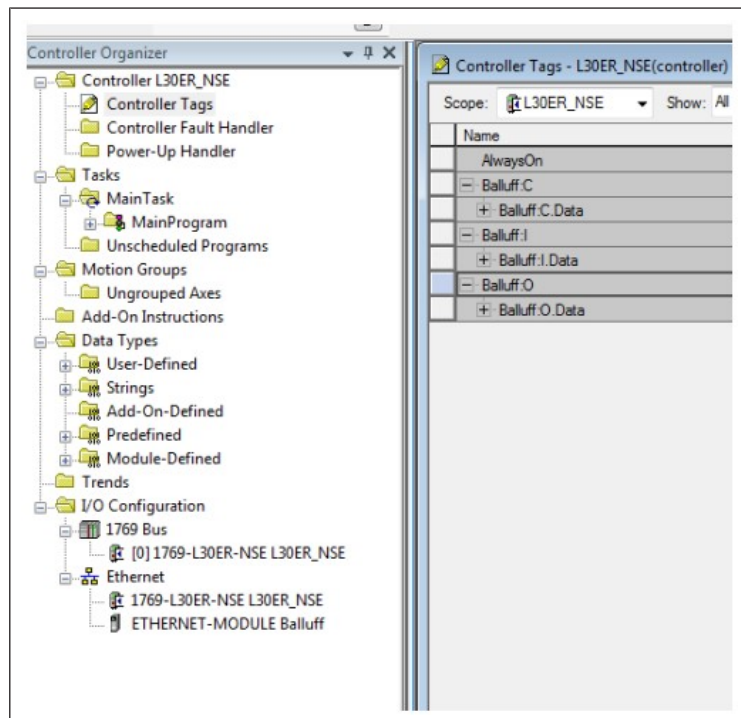 Controller Organizer
Controller L30ER_NSE
Controller Tags
Controller Fault Handler
Power-Up Handler
Tasks
MainTask
MainProgram
Unscheduled Programs
Motion Groups
Ungrouped Axes
Add-On Instructions
Data Types
User-Defined
Strings
Add-On-Defined
Predefined
Module-Defined
Trends
I/O Configuration
1769 Bus
[0] 1769-L30ER-NSE L30ER_NSE
Ethernet
1769-L30ER-NSE L30ER_NSE
ETHERNET-MODULE Balluff
Controller Tags - L30ER_NSE(controller)
Scope: L30ER_NSE Show: All
Name
AlwaysOn
Balluff:C
Balluff:C.Data
Balluff:I
Balluff:I.Data
Balluff:O
Balluff:O.Data